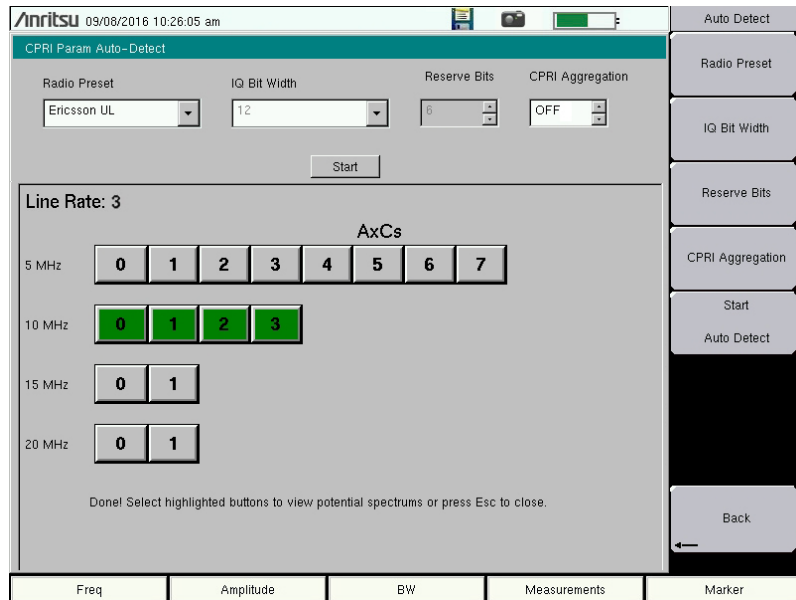 /Inritsu 09/08/2016 10:26:05 am
Auto Detect
CPRI Param Auto-Detect
Radio Preset
IQ Bit Width
Reserve Bits
CPRI Aggregation
Ericsson UL
12
6
OFF
Start
Line Rate: 3
AxCs
5 MHz 0 1 2 3 4 5 6 7
10 MHz 0 1 2 3
15 MHz 0 1
20 MHz 0 1
Done! Select highlighted buttons to view potential spectrums or press Esc to close.
Radio Preset
IQ Bit Width
Reserve Bits
CPRI Aggregation
Start
Auto Detect
Back
Freq
Amplitude
BW
Measurements
Marker